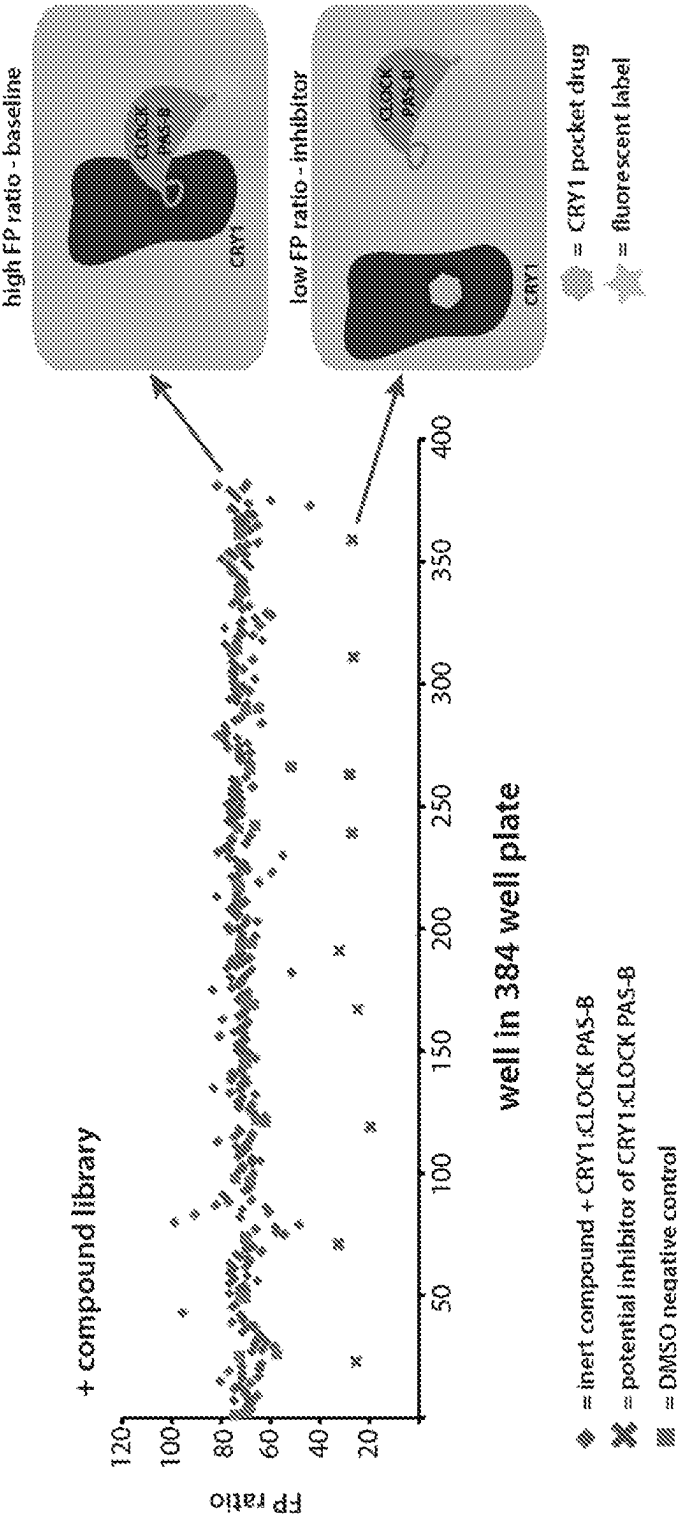 + compound library
FP ratio
120
100
80
60
40
20
50
100
150
200
250
300
350
400
well in 384 well plate
high FP ratio - baseline
CLOCK
PAS-B
CRY1
low FP ratio - inhibitor
CLOCK
PAS-B
CRY1
= CRY1 pocket drug
= fluorescent label
= inert compound + CRY1:CLOCK PAS-B
= potential inhibitor of CRY1:CLOCK PAS-B
= DMSO negative control